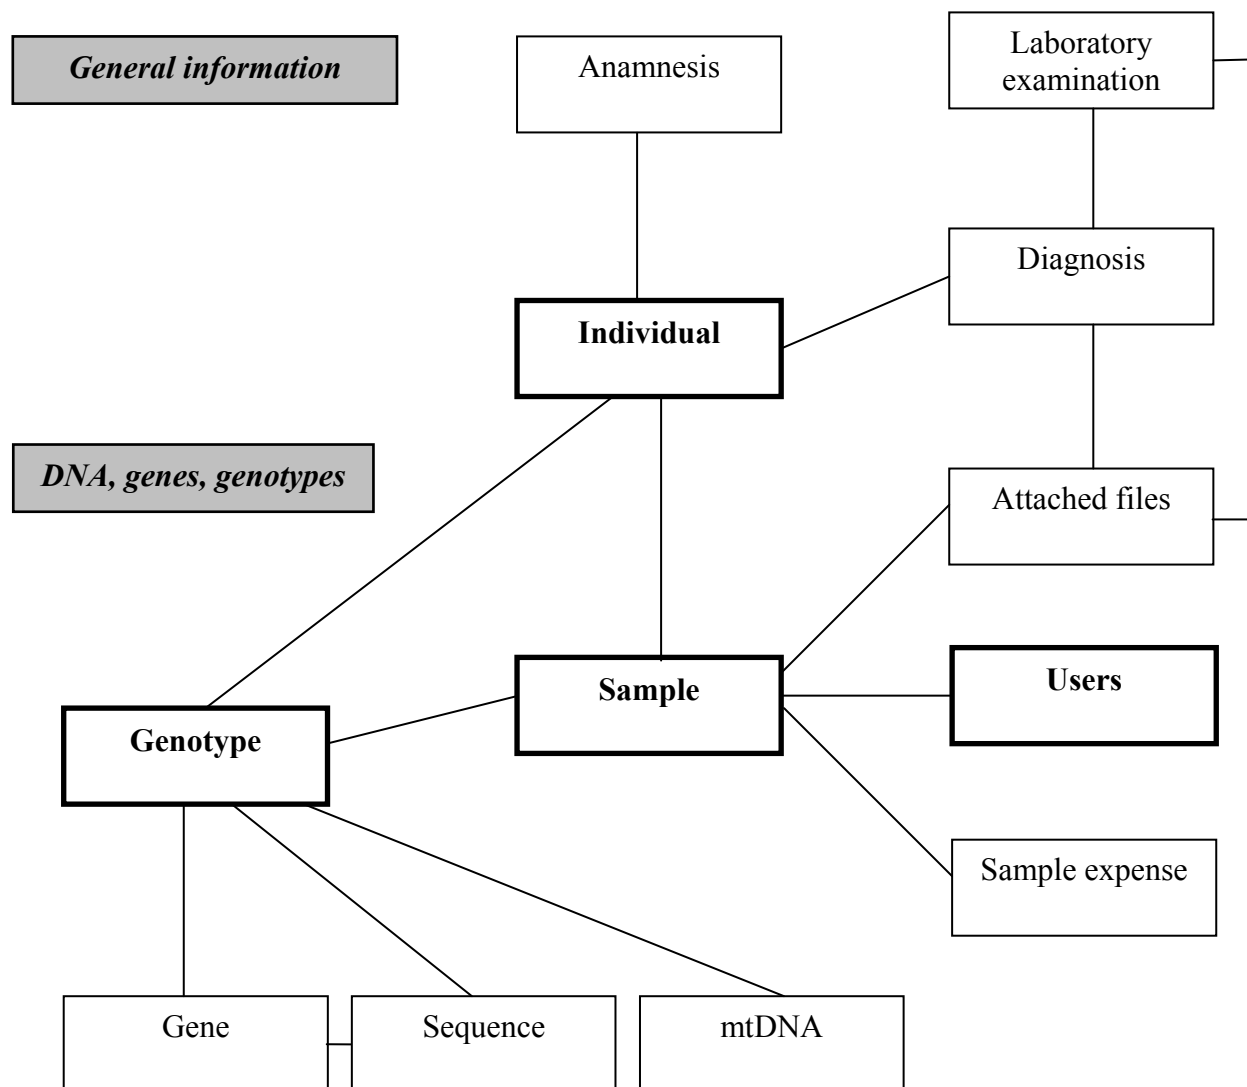 General information
Anamnesis
Laboratory
examination
Diagnosis
Individual
DNA, genes, genotypes
Attached files
Sample
Users
Genotype
Sample expense
Gene
Sequence
mtDNA